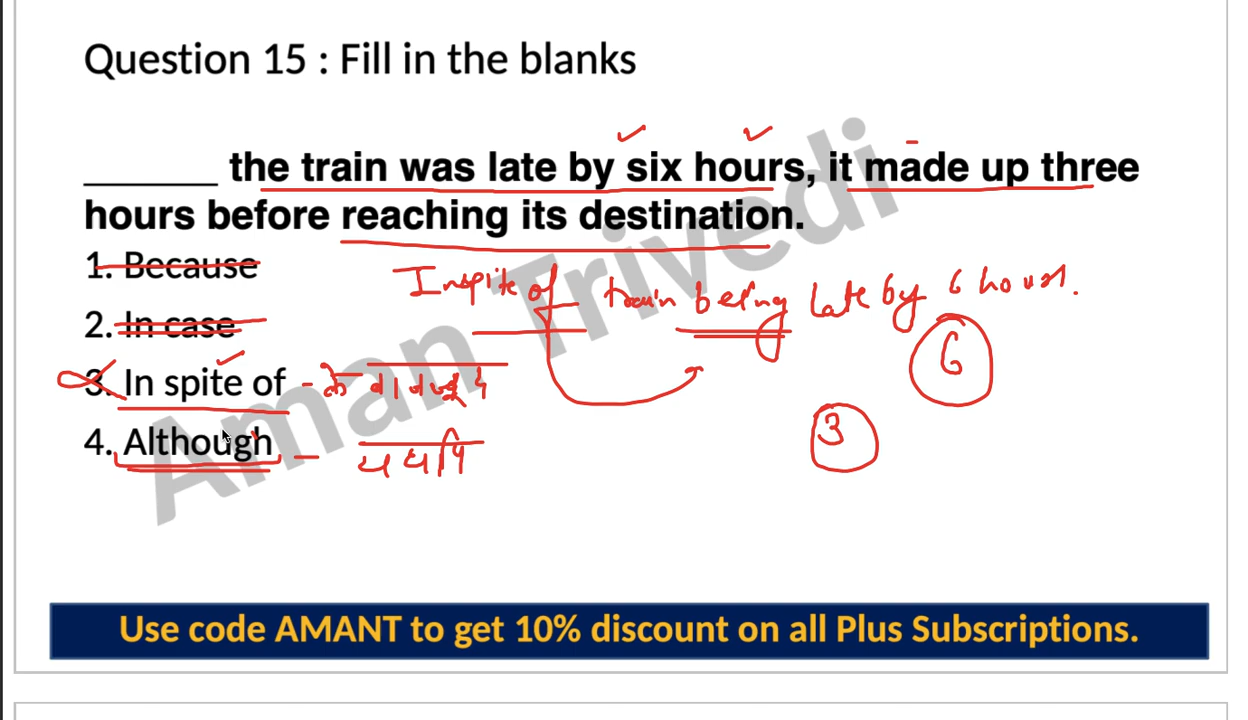 Question 15 : Fill in the blanks
______ the train was late by six hours, it made up three
hours before reaching its destination.
1. Because
2. In case
3. In spite of - के बावजूद
4. Although - यद्यपि
Inspite of train being late by 6 hours.
6
3
Aman Trivedi
Use code AMANT to get 10% discount on all Plus Subscriptions.